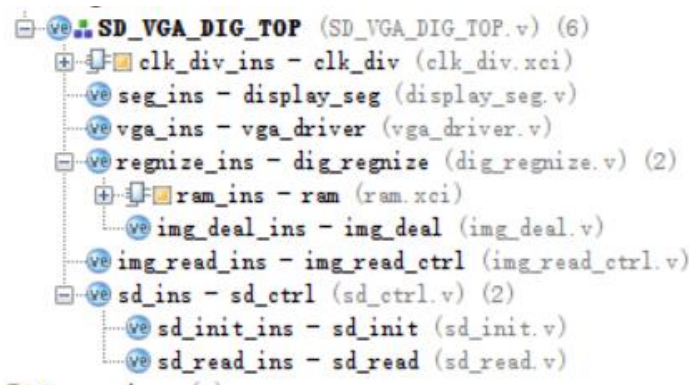 SD_VGA_DIG_TOP (SD_VGA_DIG_TOP.v) (6)
clk_div_ins - clk_div (clk_div.xci)
seg_ins - display_seg (display_seg.v)
vga_ins - vga_driver (vga_driver.v)
regnize_ins - dig_regnize (dig_regnize.v) (2)
ram_ins - ram (ram.xci)
img_deal_ins - img_deal (img_deal.v)
img_read_ins - img_read_ctrl (img_read_ctrl.v)
sd_ins - sd_ctrl (sd_ctrl.v) (2)
sd_init_ins - sd_init (sd_init.v)
sd_read_ins - sd_read (sd_read.v)